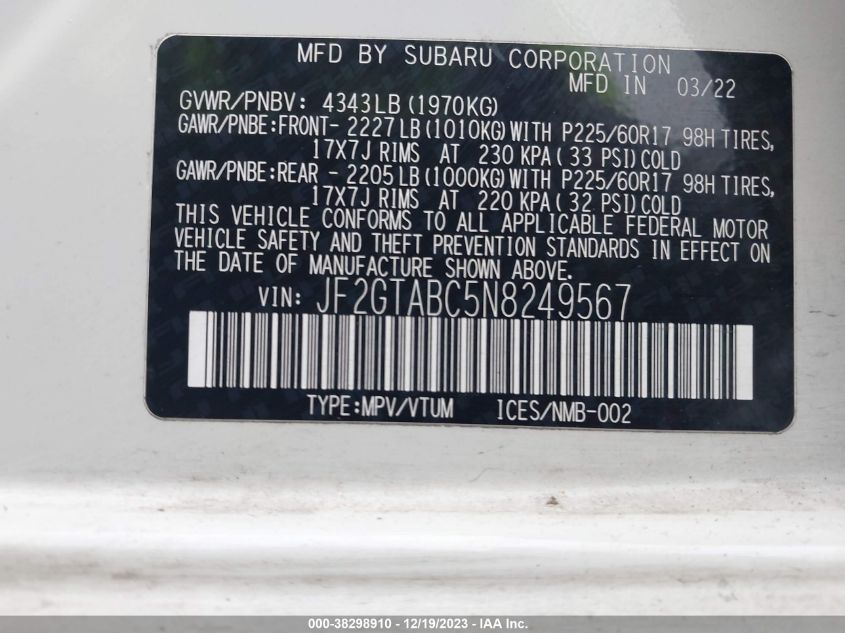 MFD BY SUBARU CORPORATION
MFD IN 03/22
GVWR/PNBV: 4343LB (1970KG)
GAWR/PNBE:FRONT- 2227LB (1010KG) WITH P225/60R17 98H TIRES,
17X7J RIMS AT 230 KPA ( 33 PSI) COLD
GAWR/PNBE:REAR - 2205LB (1000KG) WITH P225/60R17 98H TIRES,
17X7J RIMS AT 220 KPA ( 32 PSI) COLD
THIS VEHICLE CONFORMS TO ALL APPLICABLE FEDERAL MOTOR
VEHICLE SAFETY AND THEFT PREVENTION STANDARDS IN EFFECT ON
THE DATE OF MANUFACTURE SHOWN ABOVE.
VIN: JF2GTABC5N8249567
TYPE:MPV/VTUM ICES/NMB-002
000-38298910 - 12/19/2023 - IAA Inc.